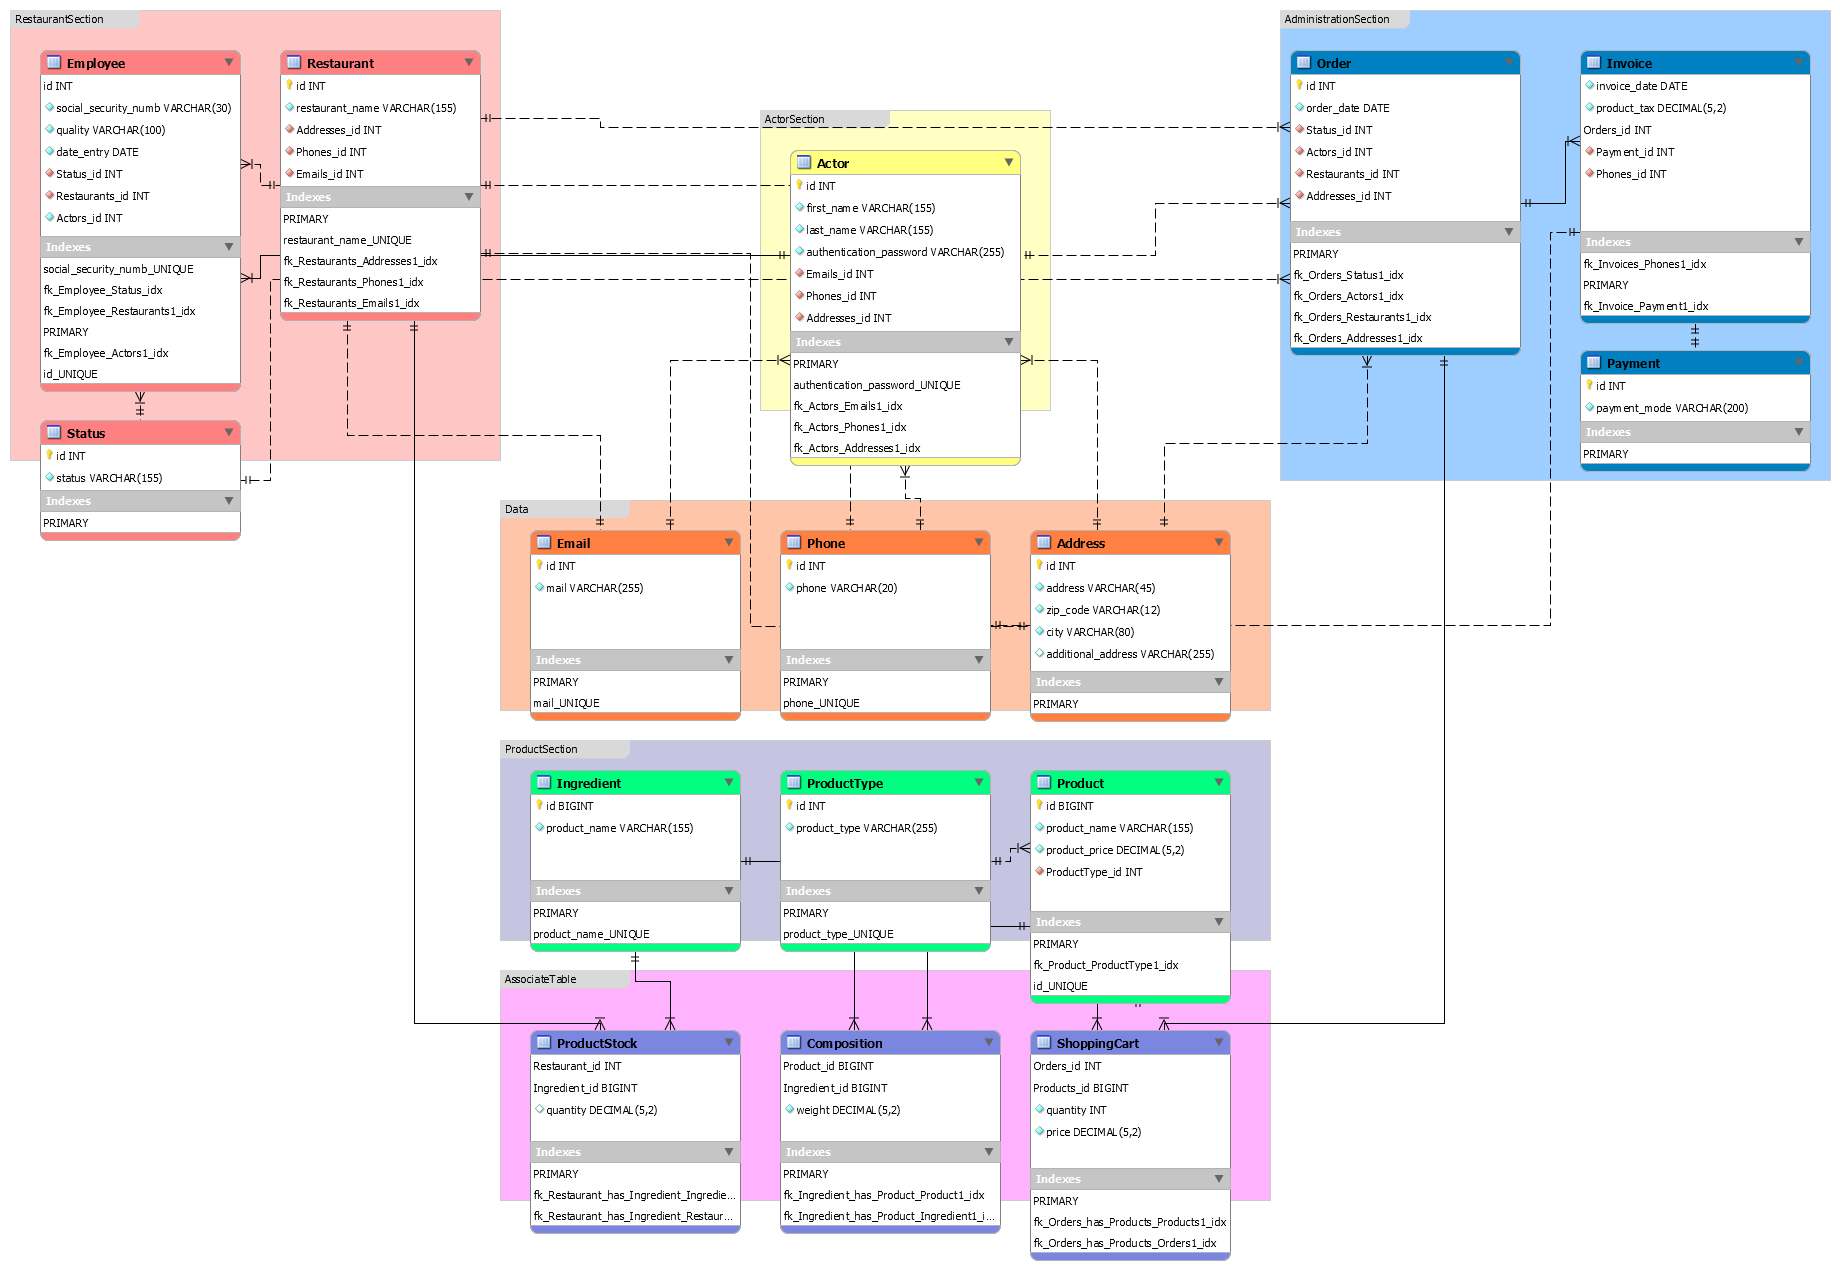 RestaurantSection
Employee
id INT
social_security_numb VARCHAR(30)
quality VARCHAR(100)
date_entry DATE
Status_id INT
Restaurants_id INT
Actors_id INT
Indexes
social_security_numb_UNIQUE
fk_Employee_Status_idx
fk_Employee_Restaurants1_idx
PRIMARY
fk_Employee_Actors1_idx
id_UNIQUE
Restaurant
id INT
restaurant_name VARCHAR(155)
Addresses_id INT
Phones_id INT
Emails_id INT
Indexes
PRIMARY
restaurant_name_UNIQUE
fk_Restaurants_Addresses1_idx
fk_Restaurants_Phones1_idx
fk_Restaurants_Emails1_idx
Status
id INT
status VARCHAR(155)
Indexes
PRIMARY
ActorSection
Actor
id INT
first_name VARCHAR(155)
last_name VARCHAR(155)
authentication_password VARCHAR(255)
Emails_id INT
Phones_id INT
Addresses_id INT
Indexes
PRIMARY
authentication_password_UNIQUE
fk_Actors_Emails1_idx
fk_Actors_Phones1_idx
fk_Actors_Addresses1_idx
AdministrationSection
Order
id INT
order_date DATE
Status_id INT
Actors_id INT
Restaurants_id INT
Addresses_id INT
Indexes
PRIMARY
fk_Orders_Status1_idx
fk_Orders_Actors1_idx
fk_Orders_Restaurants1_idx
fk_Orders_Addresses1_idx
Invoice
invoice_date DATE
product_tax DECIMAL(5,2)
Orders_id INT
Payment_id INT
Phones_id INT
Indexes
fk_Invoices_Phones1_idx
PRIMARY
fk_Invoice_Payment1_idx
Payment
id INT
payment_mode VARCHAR(200)
Indexes
PRIMARY
Data
Email
id INT
mail VARCHAR(255)
Indexes
PRIMARY
mail_UNIQUE
Phone
id INT
phone VARCHAR(20)
Indexes
PRIMARY
phone_UNIQUE
Address
id INT
address VARCHAR(45)
zip_code VARCHAR(12)
city VARCHAR(80)
additional_address VARCHAR(255)
Indexes
PRIMARY
ProductSection
Ingredient
id BIGINT
product_name VARCHAR(155)
Indexes
PRIMARY
product_name_UNIQUE
ProductType
id INT
product_type VARCHAR(255)
Indexes
PRIMARY
product_type_UNIQUE
Product
id BIGINT
product_name VARCHAR(155)
product_price DECIMAL(5,2)
ProductType_id INT
Indexes
PRIMARY
fk_Product_ProductType1_idx
id_UNIQUE
AssociateTable
ProductStock
Restaurant_id INT
Ingredient_id BIGINT
quantity DECIMAL(5,2)
Indexes
PRIMARY
fk_Restaurant_has_Ingredient_Ingredie...
fk_Restaurant_has_Ingredient_Restaur...
Composition
Product_id BIGINT
Ingredient_id BIGINT
weight DECIMAL(5,2)
Indexes
PRIMARY
fk_Ingredient_has_Product_Product1_idx
fk_Ingredient_has_Product_Ingredient1_i...
ShoppingCart
Orders_id INT
Products_id BIGINT
quantity INT
price DECIMAL(5,2)
Indexes
PRIMARY
fk_Orders_has_Products_Products1_idx
fk_Orders_has_Products_Orders1_idx